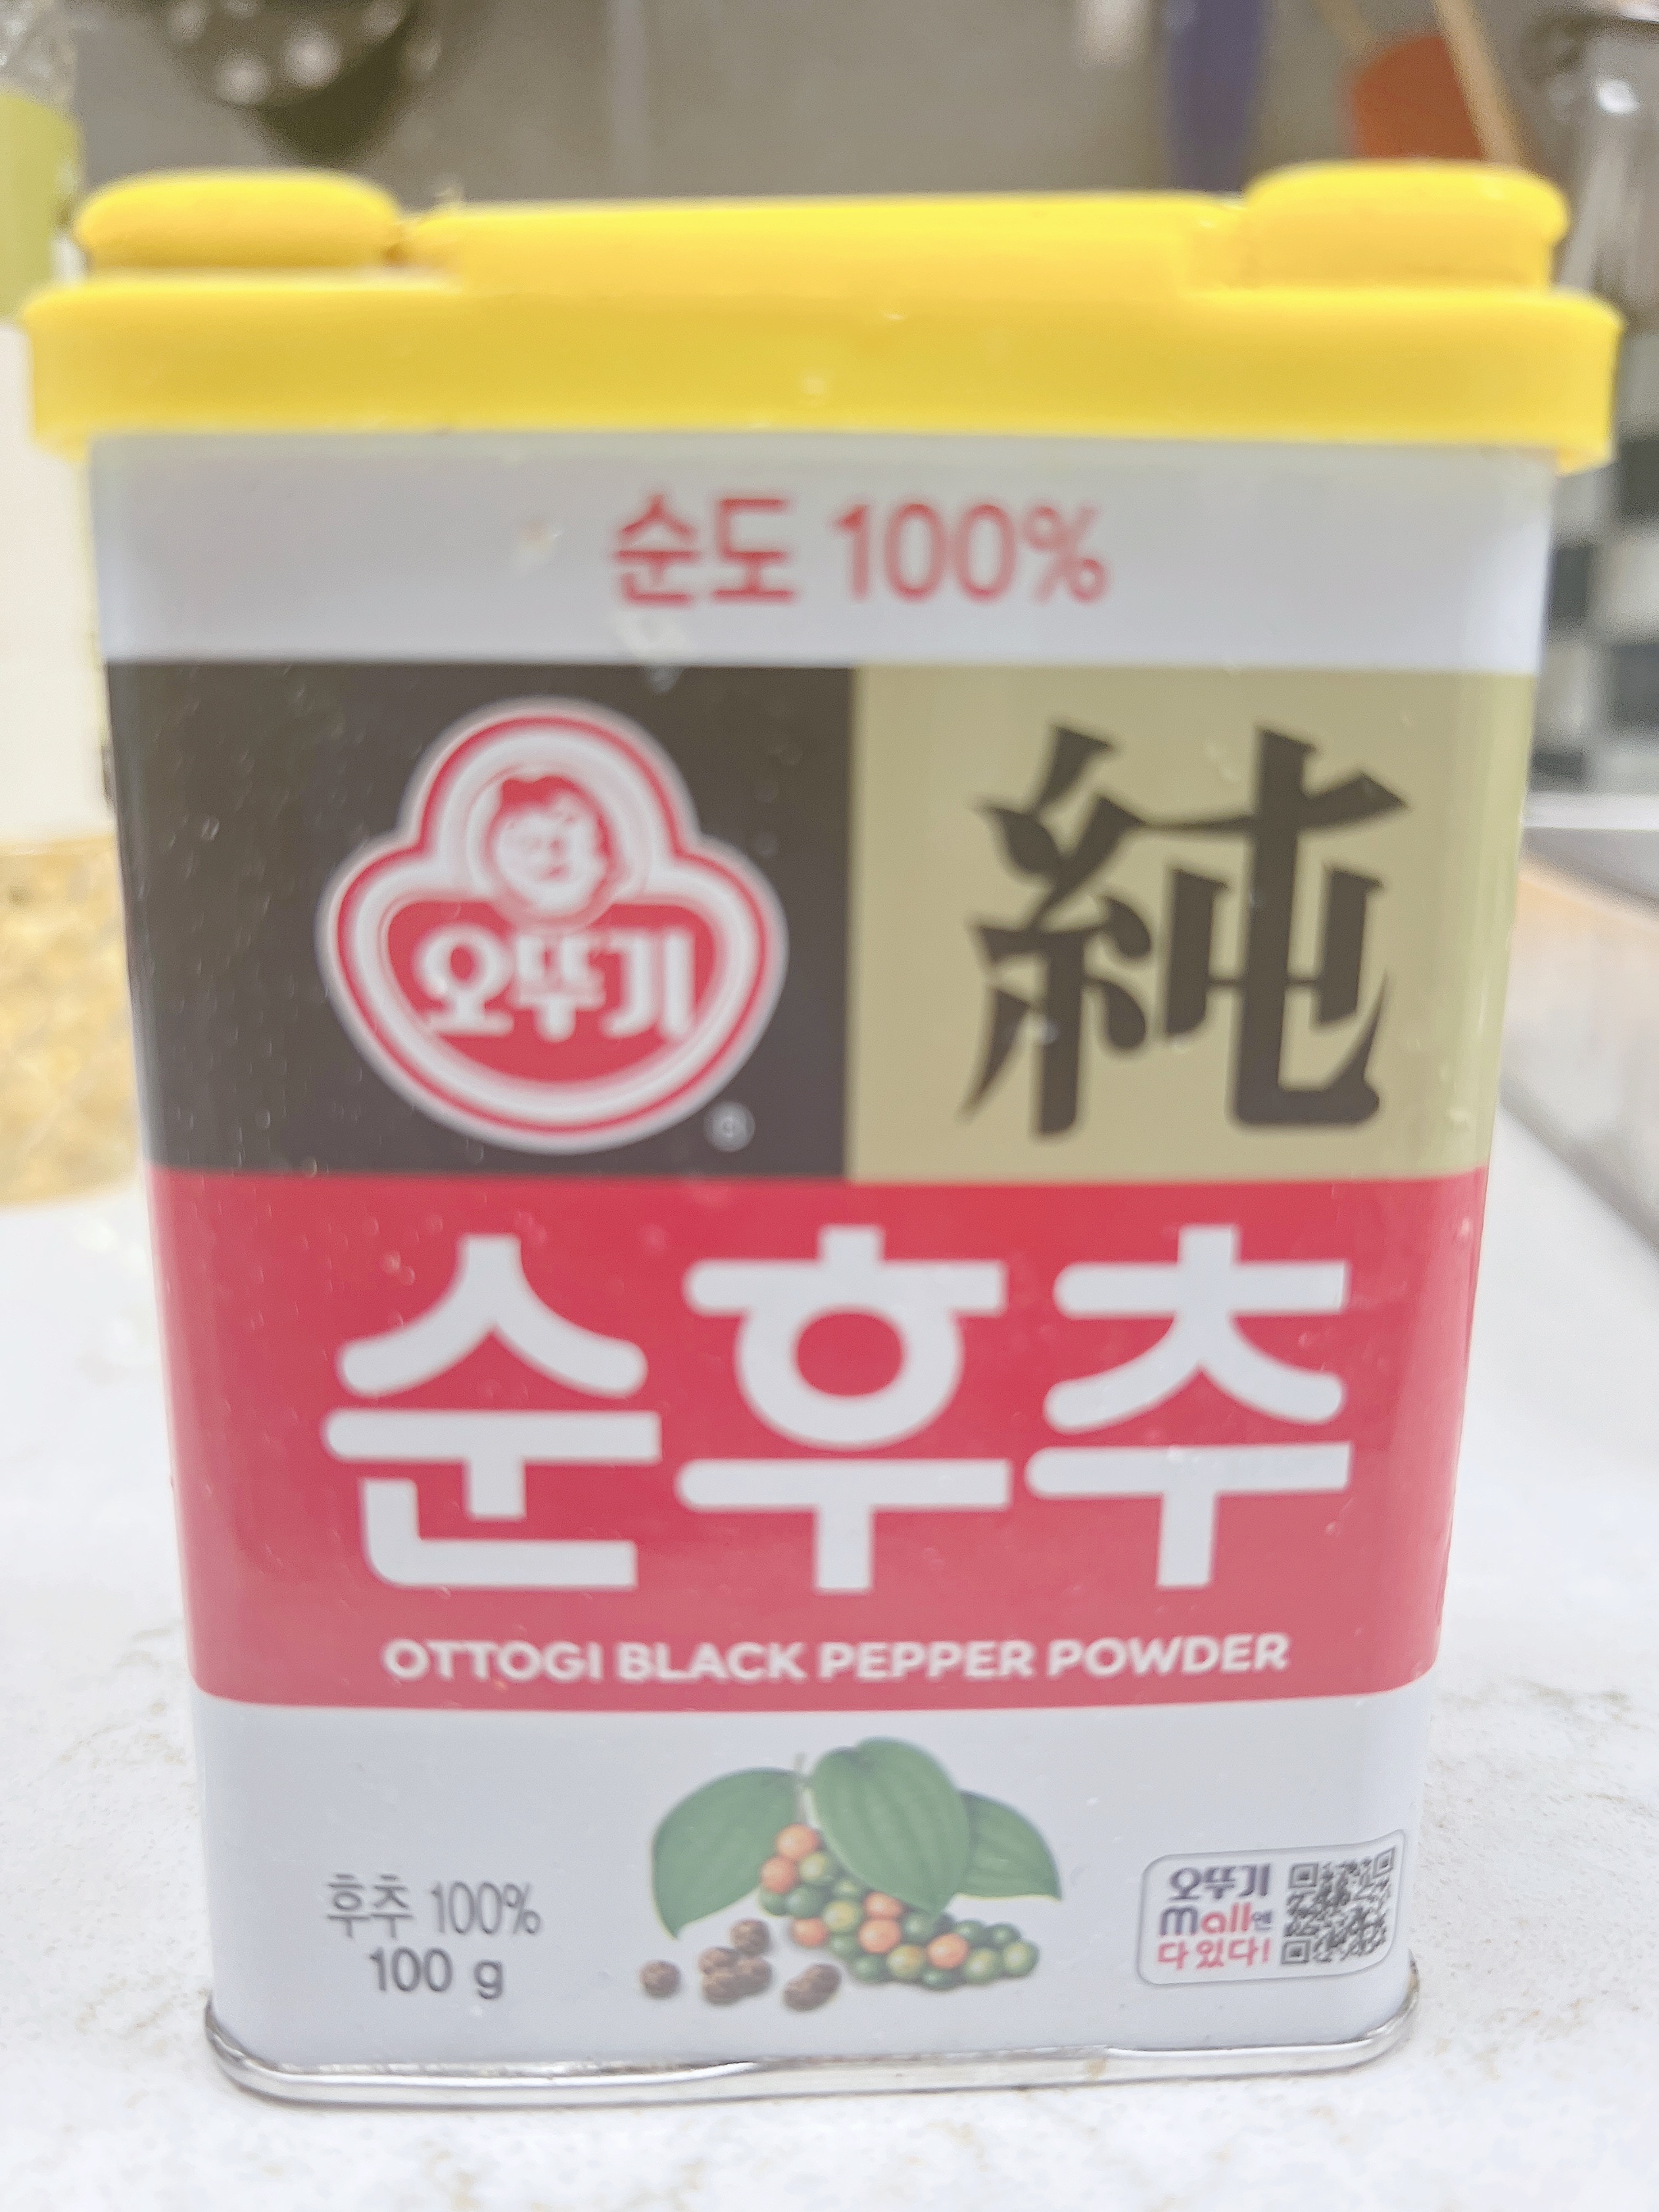 순도 100%
오뚜기
®
純
순후추
OTTOGI BLACK PEPPER POWDER
후추 100%
100 g
오뚜기
mall엔
다 있다!